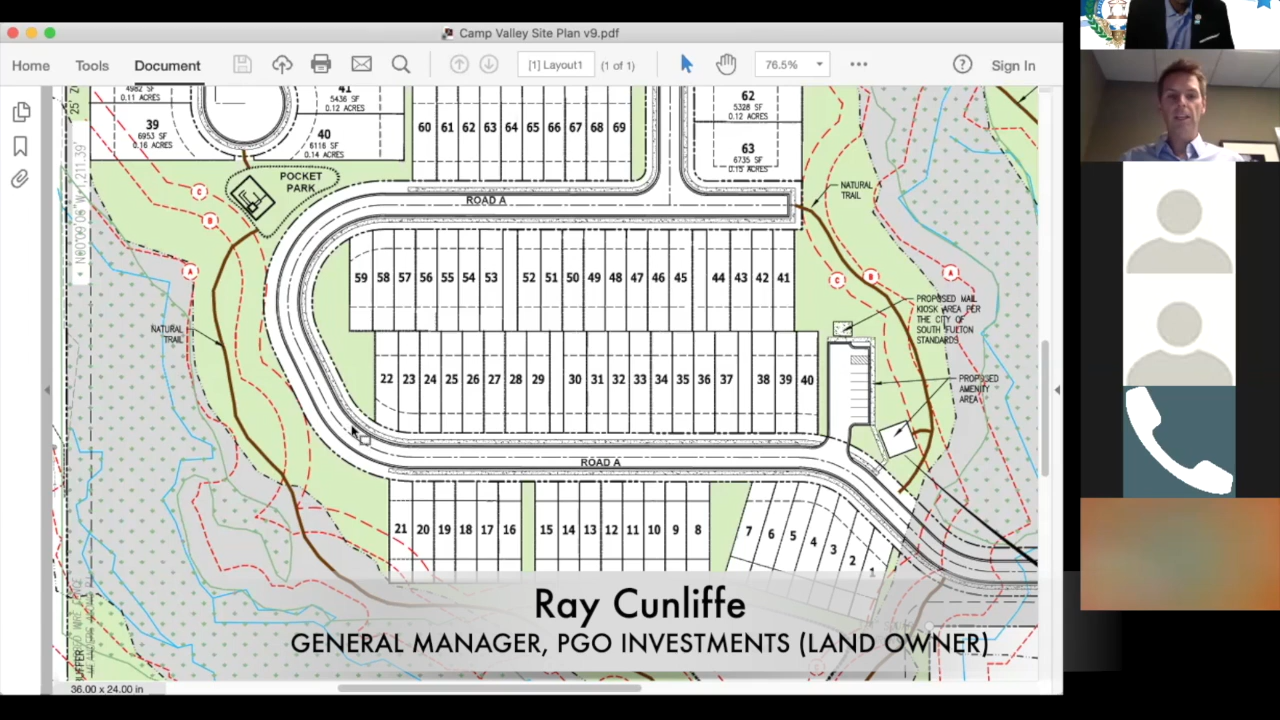 Camp Valley Site Plan v9.pdf
Home Tools Document
[1] Layout1 (1 of 1) 76.5% Sign In
4982 SF
0.11 ACRES
41
5436 SF
0.12 ACRES
39
6953 SF
0.16 ACRES
40
6116 SF
0.14 ACRES
60 61 62 63 64 65 66 67 68 69
62
5328 SF
0.12 ACRES
63
6735 SF
0.15 ACRES
POCKET
PARK
NATURAL
TRAIL
ROAD A
C
B
A
59 58 57 56 55 54 53 52 51 50 49 48 47 46 45 44 43 42 41
C B A
PROPOSED MAIL
KIOSK AREA PER
THE CITY OF
SOUTH FULTON
STANDARDS
NATURAL
TRAIL
22 23 24 25 26 27 28 29 30 31 32 33 34 35 36 37 38 39 40
PROPOSED
AMENITY
AREA
ROAD A
21 20 19 18 17 16 15 14 13 12 11 10 9 8 7 6 5 4 3 2 1
Ray Cunliffe
GENERAL MANAGER, PGO INVESTMENTS (LAND OWNER)
BUFFER
36.00 x 24.00 in